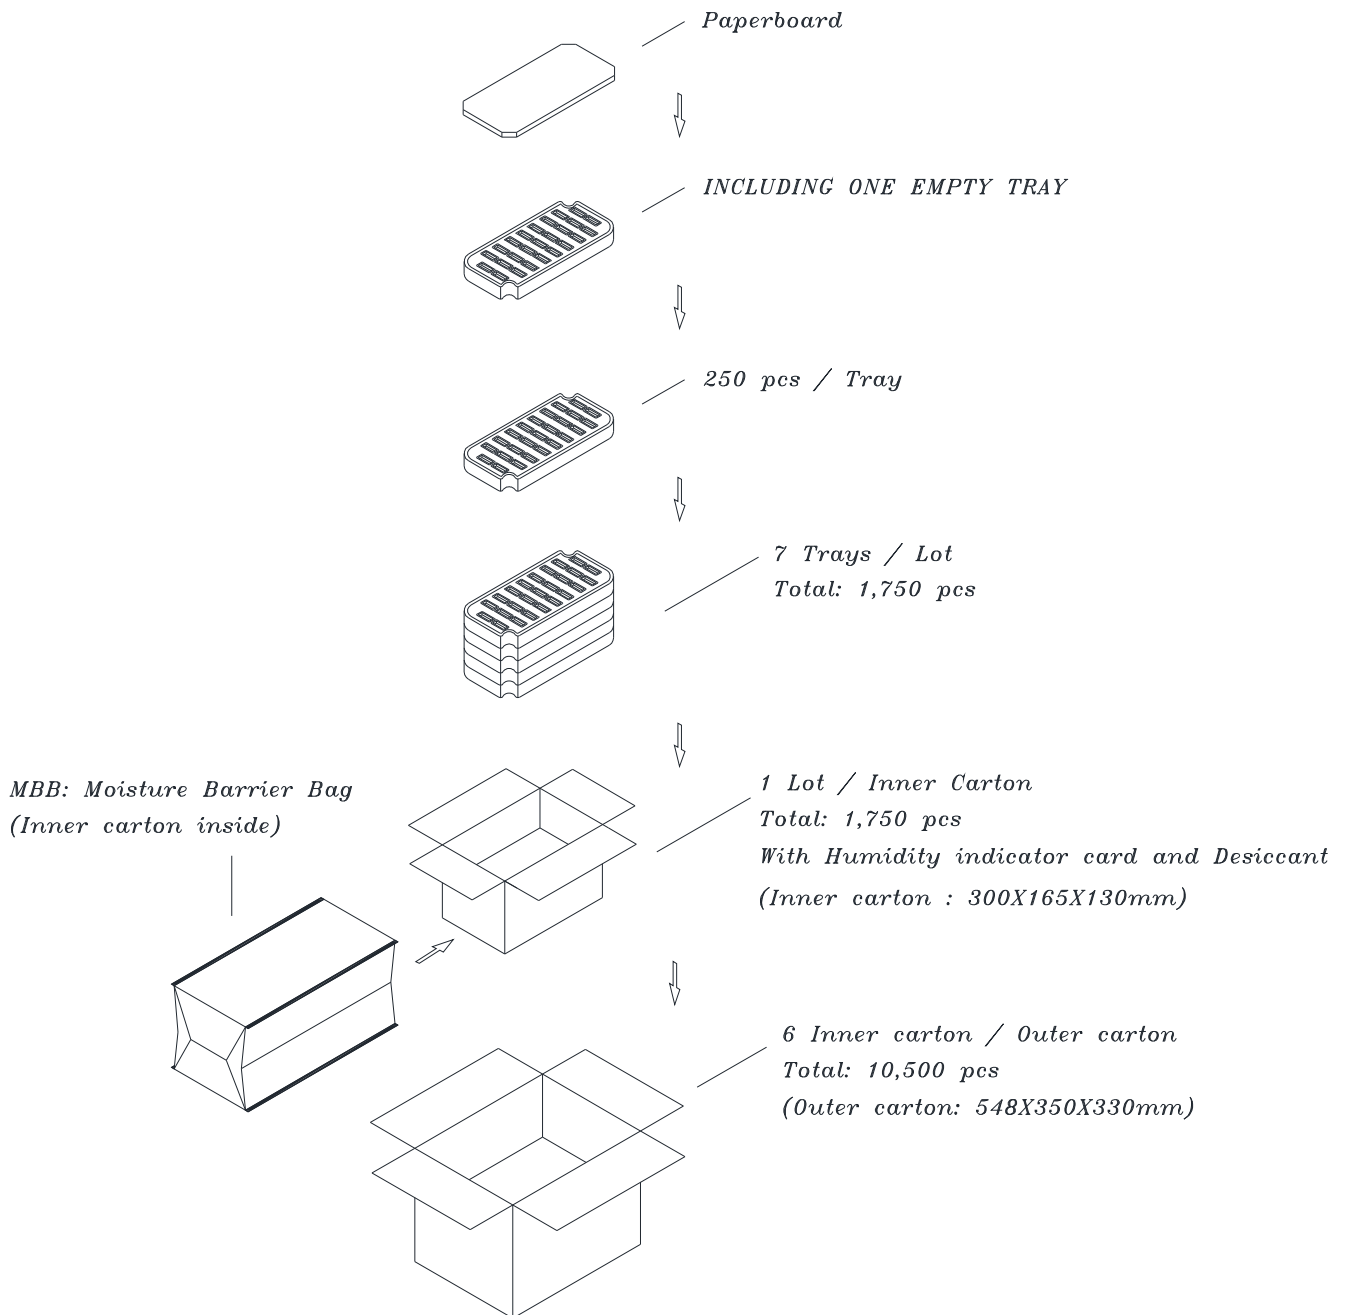 Paperboard
INCLUDING ONE EMPTY TRAY
250 pcs / Tray
7 Trays / Lot
Total: 1,750 pcs
MBB: Moisture Barrier Bag
(Inner carton inside)
1 Lot / Inner Carton
Total: 1,750 pcs
With Humidity indicator card and Desiccant
(Inner carton : 300X165X130mm)
6 Inner carton / Outer carton
Total: 10,500 pcs
(Outer carton: 548X350X330mm)